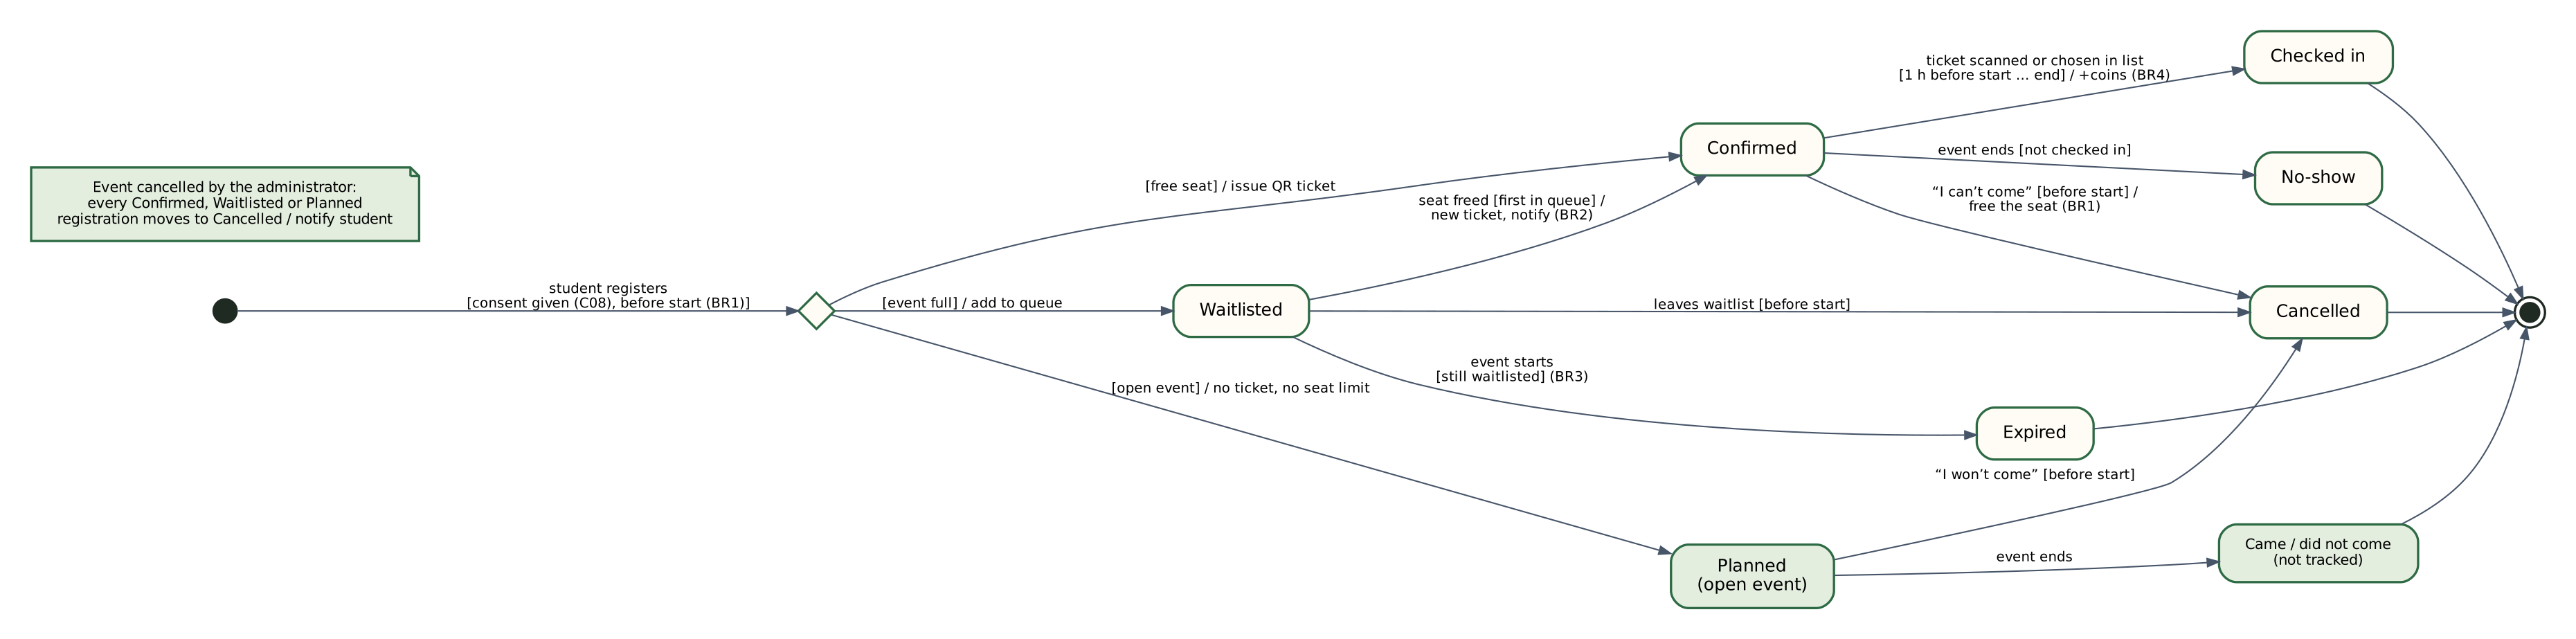 Event cancelled by the administrator:
every Confirmed, Waitlisted or Planned
registration moves to Cancelled / notify student
student registers
[consent given (C08), before start (BR1)]
[free seat] / issue QR ticket
[event full] / add to queue
[open event] / no ticket, no seat limit
Waitlisted
seat freed [first in queue] /
new ticket, notify (BR2)
leaves waitlist [before start]
event starts
[still waitlisted] (BR3)
Confirmed
ticket scanned or chosen in list
[1 h before start ... end] / +coins (BR4)
event ends [not checked in]
“I can’t come” [before start] /
free the seat (BR1)
Planned
(open event)
“I won’t come” [before start]
event ends
Checked in
No-show
Cancelled
Expired
Came / did not come
(not tracked)